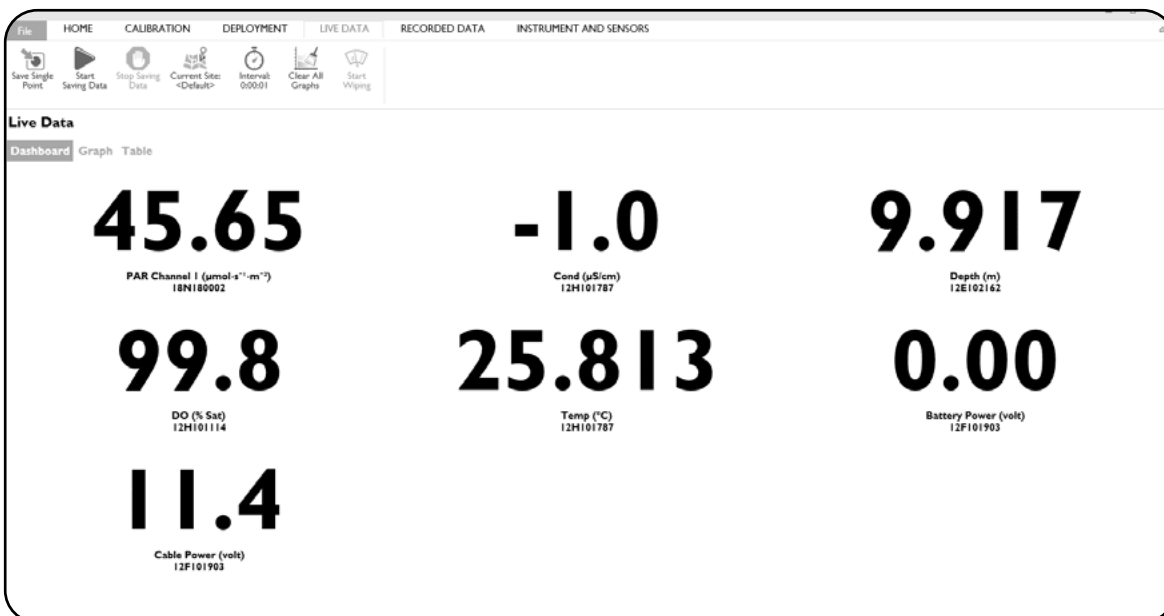 File HOME CALIBRATION DEPLOYMENT LIVE DATA RECORDED DATA INSTRUMENT AND SENSORS
Save Single Point
Start Saving Data
Stop Saving Data
Current Site: <Default>
Interval: 0:00:01
Clear All Graphs
Start Wiping
Live Data
Dashboard Graph Table
45.65
PAR Channel 1 (µmol·s⁻¹·m⁻²)
18N180002
-1.0
Cond (µS/cm)
12H101787
9.917
Depth (m)
12E102162
99.8
DO (% Sat)
12H101114
25.813
Temp (°C)
12H101787
0.00
Battery Power (volt)
12F101903
11.4
Cable Power (volt)
12F101903